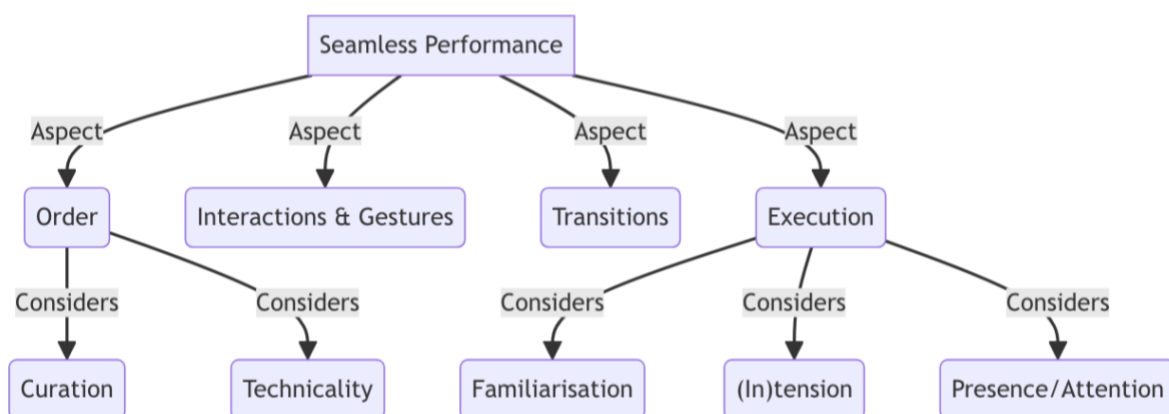 Seamless Performance
Aspect
Aspect
Aspect
Aspect
Order
Interactions & Gestures
Transitions
Execution
Considers
Considers
Considers
Considers
Considers
Curation
Technicality
Familiarisation
(In)tension
Presence/Attention